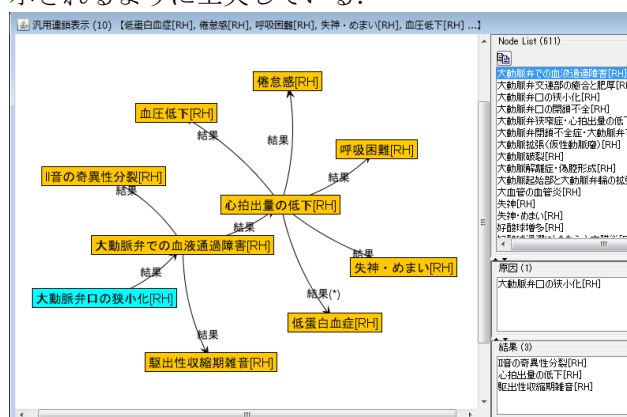 示されるように工夫している.
汎用連鎖表示 (10) 【低蛋白血症[RH], 倦怠感[RH], 呼吸困難[RH], 失神・めまい[RH], 血圧低下[RH] ...】
倦怠感[RH]
血圧低下[RH]
結果
結果
呼吸困難[RH]
II音の奇異性分裂[RH]
結果
結果
心拍出量の低下[RH]
結果
大動脈弁での血液通過障害[RH]
結果
失神・めまい[RH]
結果
大動脈弁口の狭小化[RH]
結果(*)
低蛋白血症[RH]
結果
駆出性収縮期雑音[RH]
Node List (611)
大動脈弁での血液通過障害[RH]
大動脈弁交連部の癒合と肥厚[RH
大動脈弁口の狭小化[RH]
大動脈弁口の閉鎖不全[RH]
大動脈弁狭窄症・心拍出量の低下
大動脈弁閉鎖不全症・大動脈弁
大動脈拡張(仮性動脈瘤)[RH]
大動脈破裂[RH]
大動脈解離症・偽腔形成[RH]
大動脈起始部と大動脈弁輪の拡
大血管の血管炎[RH]
失神[RH]
失神・めまい[RH]
好酸球増多[RH]
原因 (1)
大動脈弁口の狭小化[RH]
結果 (3)
II音の奇異性分裂[RH]
心拍出量の低下[RH]
駆出性収縮期雑音[RH]